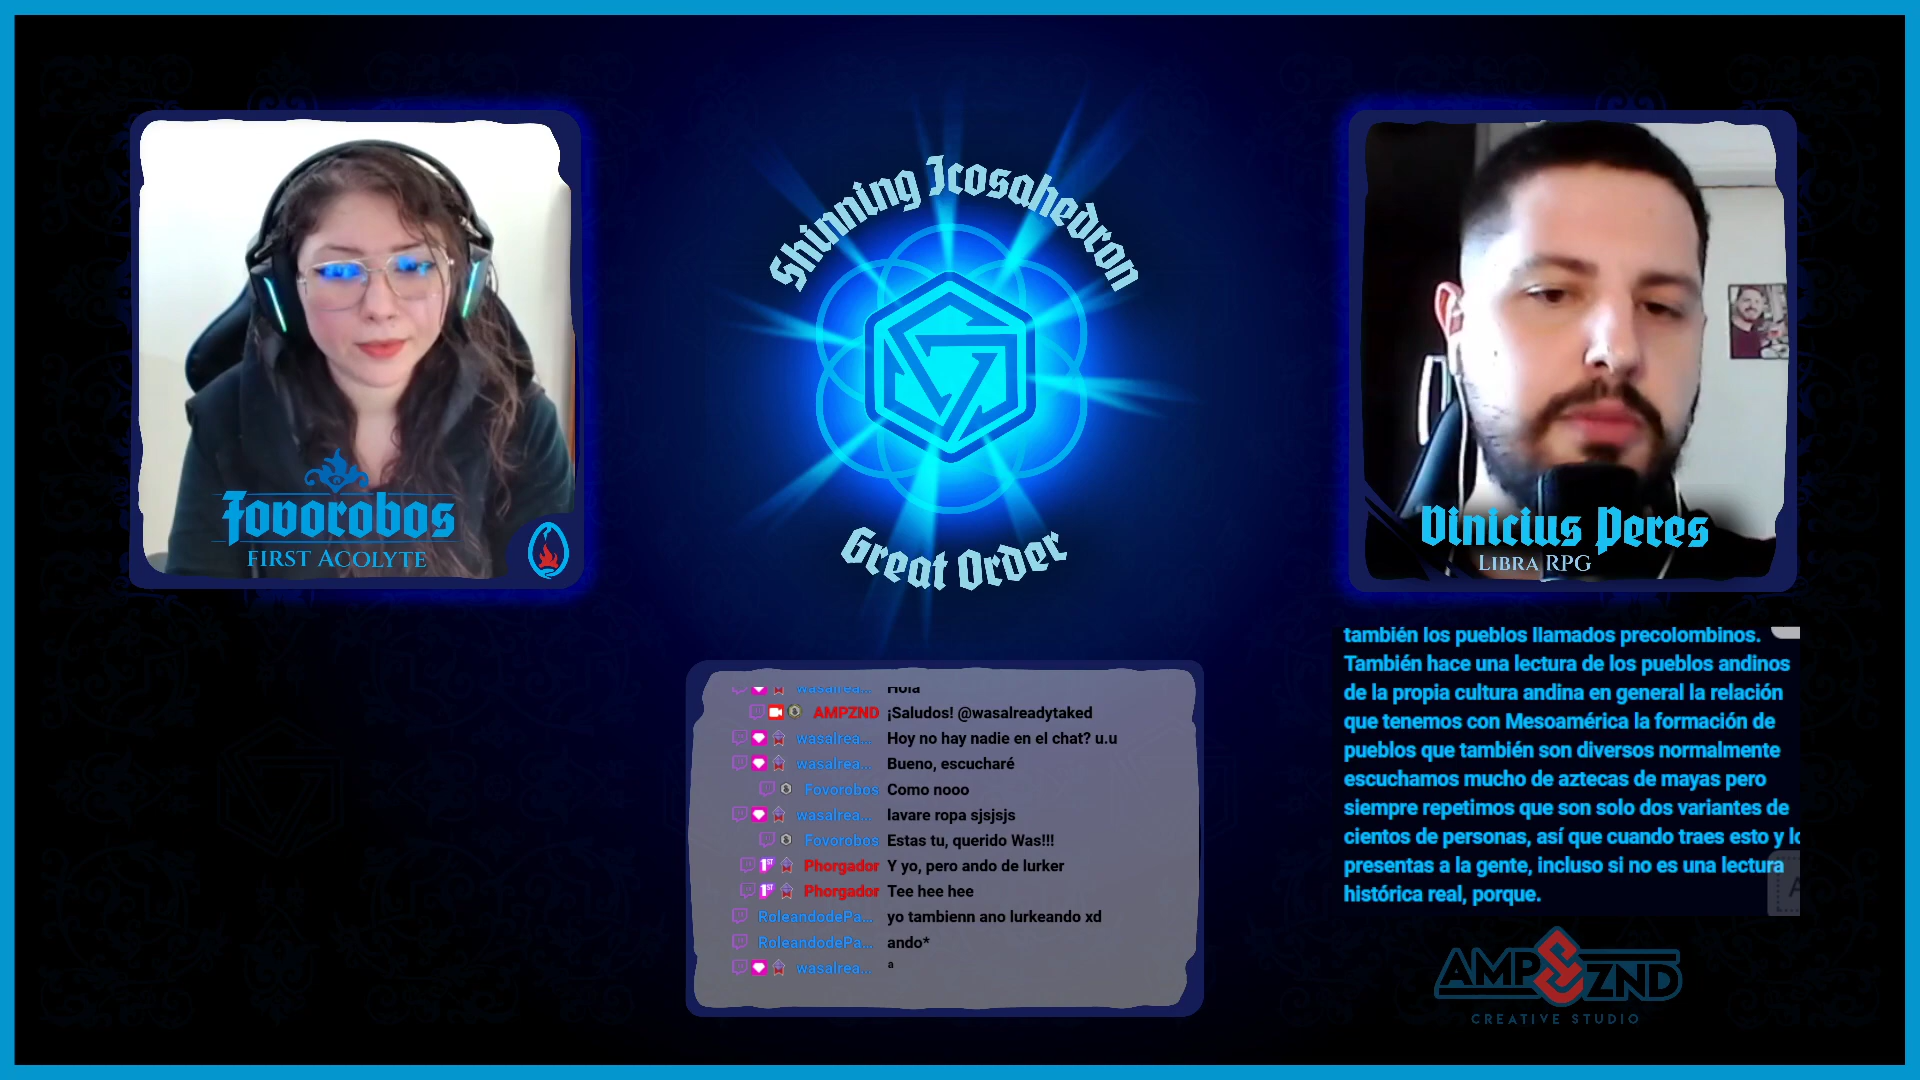 Shinning Icosahedron
Great Order
Fovorobos
FIRST ACOLYTE
Vinicius Peres
LIBRA RPG
wasalrea... Hola
AMPZND ¡Saludos! @wasalreadytaked
wasalrea... Hoy no hay nadie en el chat? u.u
wasalrea... Bueno, escucharé
Fovorobos Como nooo
wasalrea... lavare ropa sjsjsjs
Fovorobos Estas tu, querido Was!!!
1ST Phorgador Y yo, pero ando de lurker
1ST Phorgador Tee hee hee
RoleandodePa... yo tambienn ano lurkeando xd
RoleandodePa... ando*
wasalrea... a
también los pueblos llamados precolombinos.
También hace una lectura de los pueblos andinos
de la propia cultura andina en general la relación
que tenemos con Mesoamérica la formación de
pueblos que también son diversos normalmente
escuchamos mucho de aztecas de mayas pero
siempre repetimos que son solo dos variantes de
cientos de personas, así que cuando traes esto y lo
presentas a la gente, incluso si no es una lectura
histórica real, porque.
AMPZND
CREATIVE STUDIO